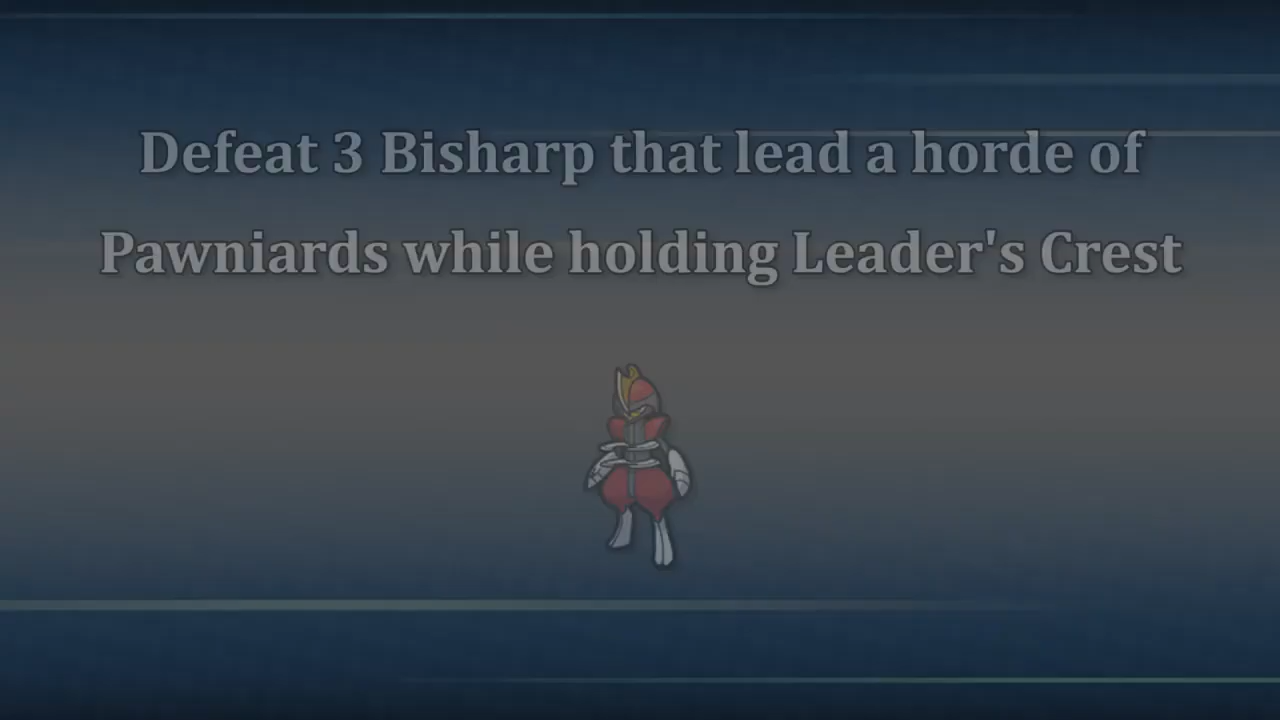 Defeat 3 Bisharp that lead a horde of
Pawniards while holding Leader's Crest